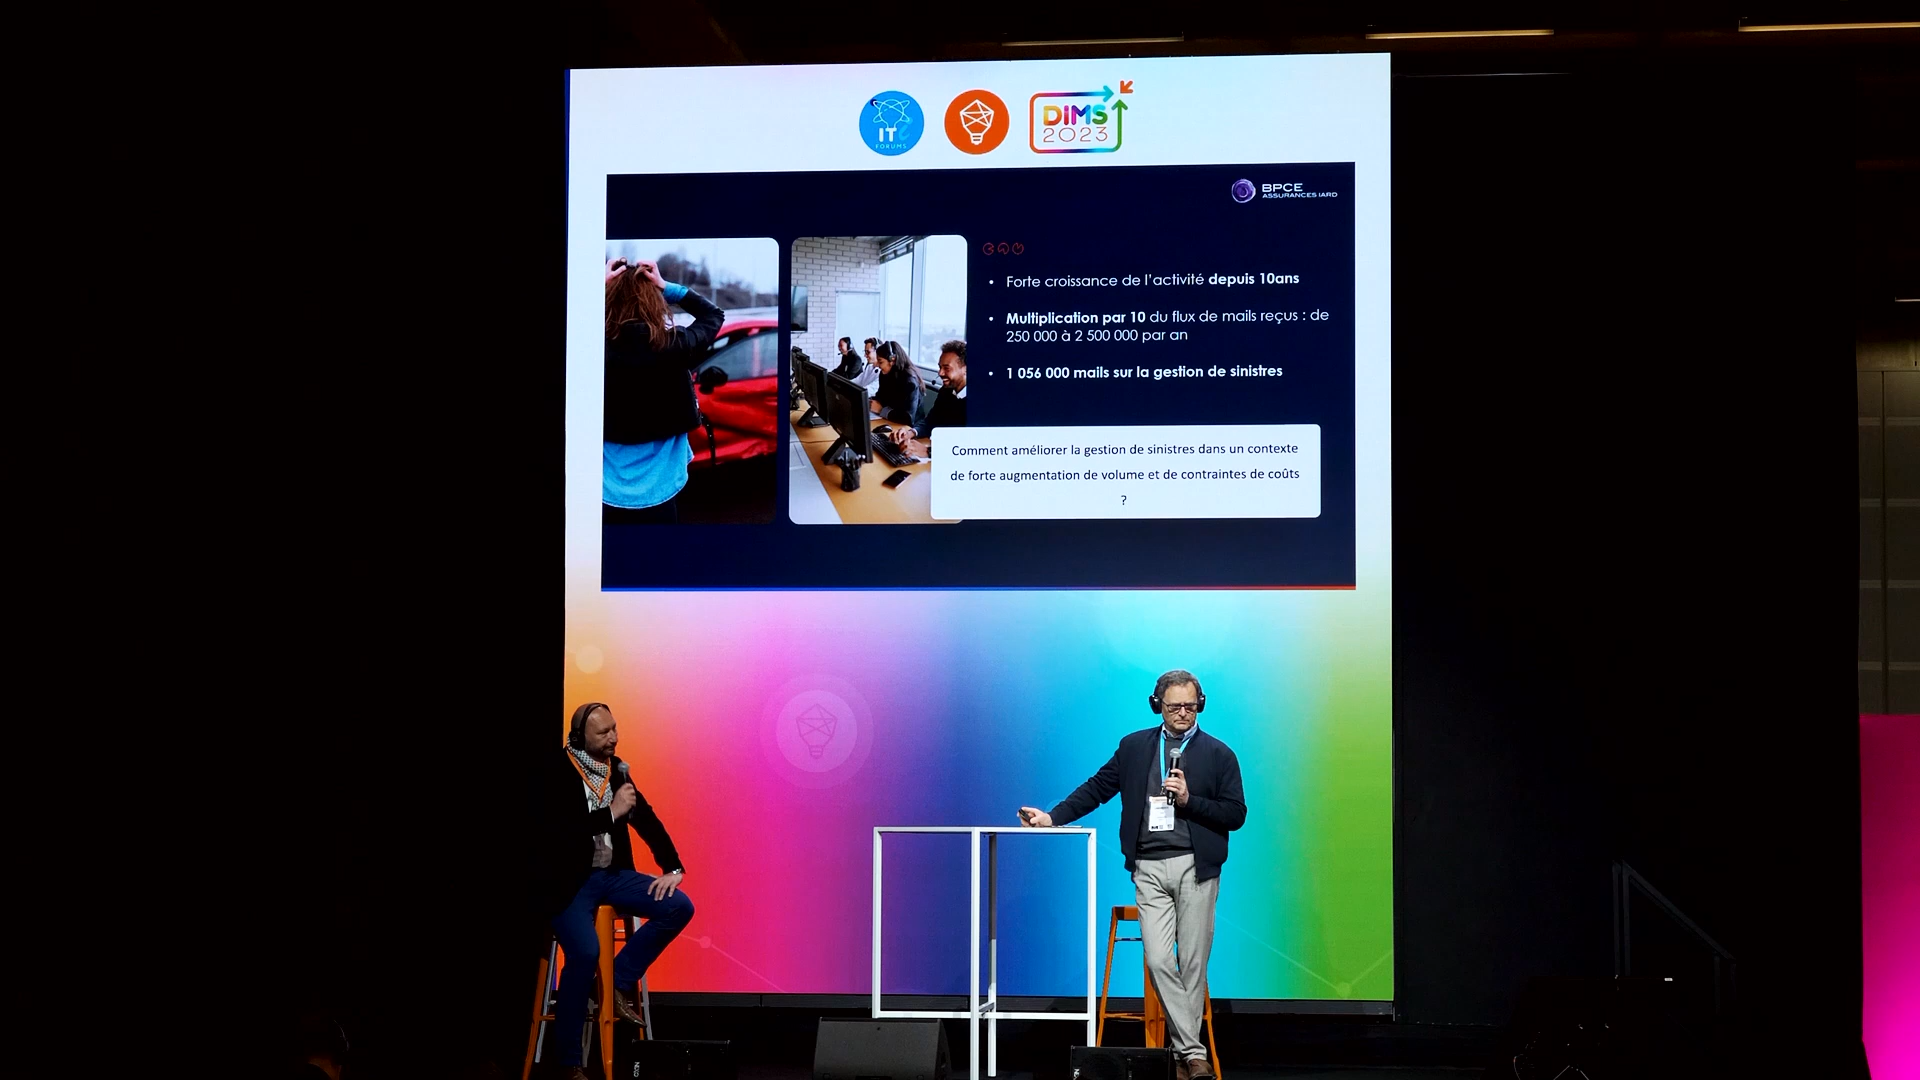 IT
FORUMS
DIMS
2023
BPCE
ASSURANCES IARD
• Forte croissance de l'activité depuis 10ans
• Multiplication par 10 du flux de mails reçus : de
250 000 à 2 500 000 par an
• 1 056 000 mails sur la gestion de sinistres
Comment améliorer la gestion de sinistres dans un contexte
de forte augmentation de volume et de contraintes de coûts
?